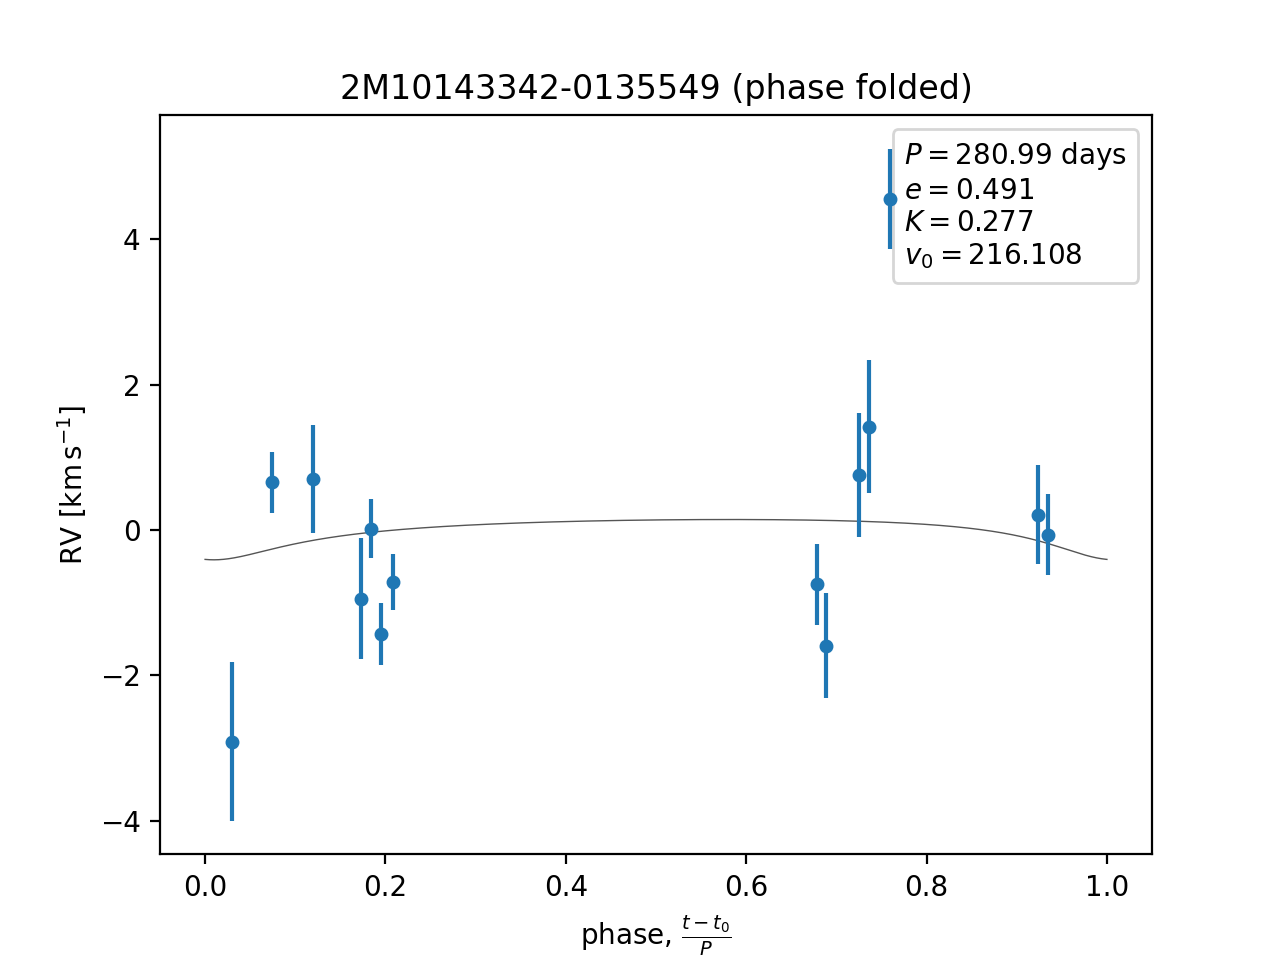 2M10143342-0135549 (phase folded)
P = 280.99 days
e = 0.491
K = 0.277
v₀ = 216.108
4
2
0
−2
−4
RV [km s⁻¹]
0.0 0.2 0.4 0.6 0.8 1.0
phase, (t − t₀)/P